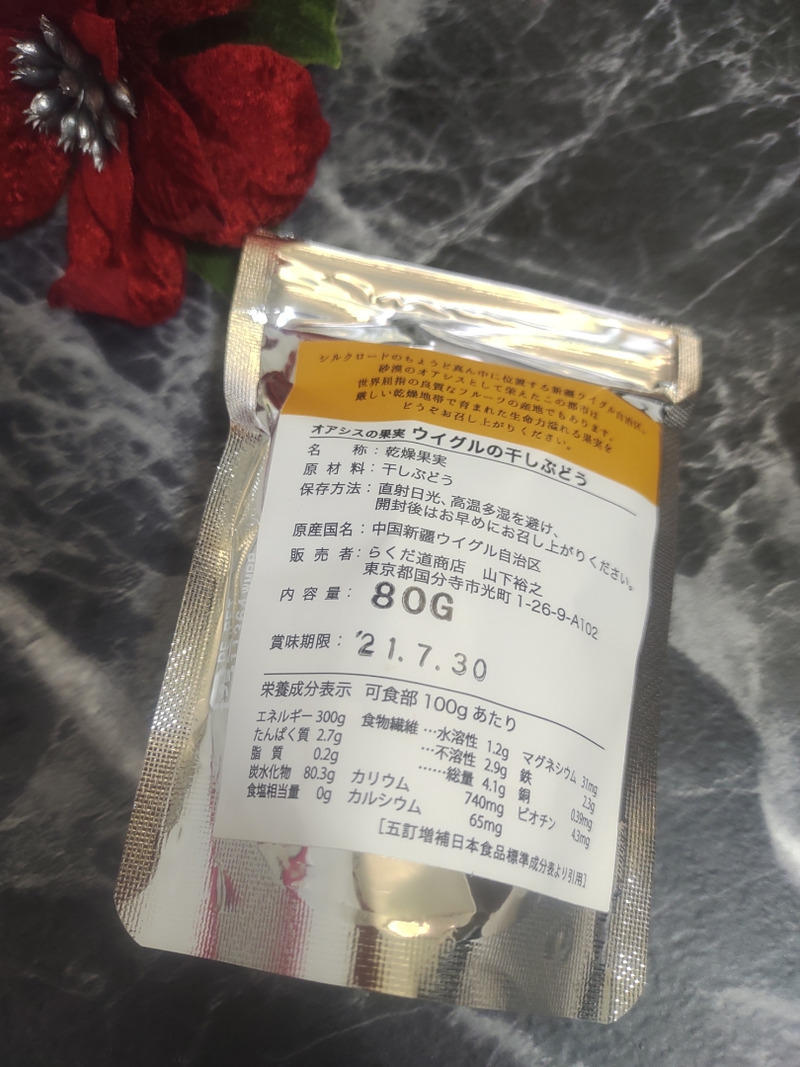 シルクロードのちょうど真ん中に位置する新疆ウイグル自治区。
砂漠のオアシスとして栄えたこの都市は
世界屈指の良質なフルーツの産地でもあります。
厳しい乾燥地帯で育まれた生命力溢れる果実を
どうぞお召し上がりください。
オアシスの果実 ウイグルの干しぶどう
名 称：乾燥果実
原 材 料：干しぶどう
保存方法：直射日光、高温多湿を避け、
開封後はお早めにお召し上がりください。
原産国名：中国新疆ウイグル自治区
販 売 者：らくだ道商店 山下裕之
東京都国分寺市光町 1-26-9-A102
内 容 量： 80G
賞味期限： '21.7.30
栄養成分表示 可食部 100g あたり
エネルギー 300g
たんぱく質 2.7g
脂 質 0.2g
炭水化物 80.3g
食塩相当量 0g
食物繊維 …水溶性 1.2g
…不溶性 2.9g
……総量 4.1g
カリウム 740mg
カルシウム 65mg
マグネシウム 31mg
鉄 2.3g
銅 0.39mg
ビオチン 4.3mg
［五訂増補日本食品標準成分表より引用］